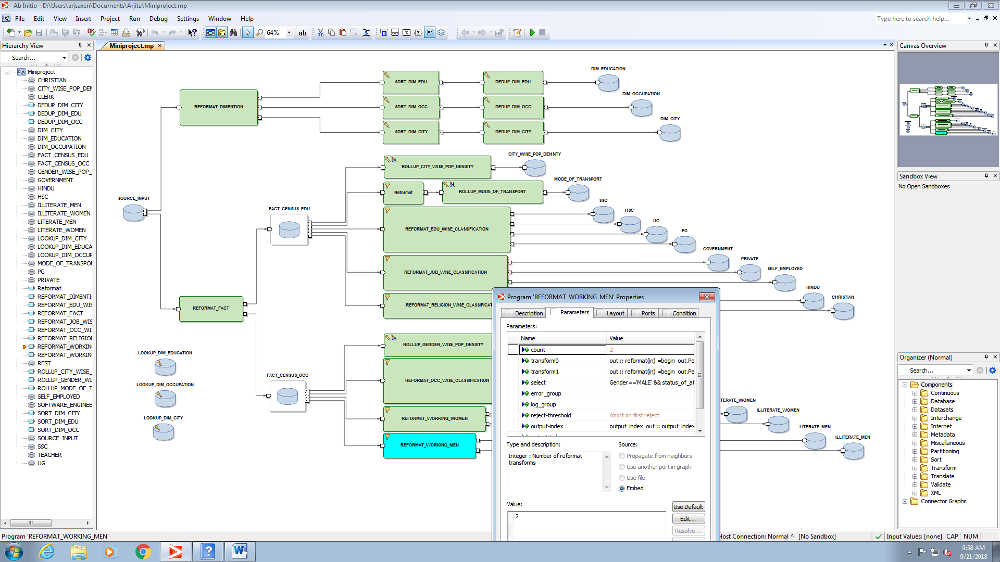 Ab Initio - D:\Users\arjsaxen\Documents\Arjita\Miniproject.mp
File Edit View Insert Project Run Debug Settings Window Help
Type here to search help...
64%
ab
Hierarchy View
Search...
Miniproject
CHRISTIAN
CITY_WISE_POP_DEN
CLERK
DEDUP_DIM_CITY
DEDUP_DIM_EDU
DEDUP_DIM_OCC
DIM_CITY
DIM_EDUCATION
DIM_OCCUPATION
FACT_CENSUS_EDU
FACT_CENSUS_OCC
GENDER_WISE_POP_
GOVERNMENT
HINDU
HSC
ILLITERATE_MEN
ILLITERATE_WOMEN
LITERATE_MEN
LITERATE_WOMEN
LOOKUP_DIM_CITY
LOOKUP_DIM_EDUCA
LOOKUP_DIM_OCCUP
MODE_OF_TRANSPOR
PG
PRIVATE
Reformat
REFORMAT_DIMENTI
REFORMAT_EDU_WIS
REFORMAT_FACT
REFORMAT_JOB_WIS
REFORMAT_OCC_WIS
REFORMAT_RELIGION
REFORMAT_WORKIN
REFORMAT_WORKIN
REST
ROLLUP_CITY_WISE_
ROLLUP_GENDER_WI
ROLLUP_MODE_OF_T
SELF_EMPLOYED
SOFTWARE_ENGINEE
SORT_DIM_CITY
SORT_DIM_EDU
SORT_DIM_OCC
SOURCE_INPUT
SSC
TEACHER
UG
Miniproject.mp
DIM_EDUCATION
SORT_DIM_EDU
DEDUP_DIM_EDU
DIM_OCCUPATION
REFORMAT_DIMENTION
SORT_DIM_OCC
DEDUP_DIM_OCC
DIM_CITY
SORT_DIM_CITY
DEDUP_DIM_CITY
CITY_WISE_POP_DENSITY
ROLLUP_CITY_WISE_POP_DENSITY
MODE_OF_TRANSPORT
Reformat
ROLLUP_MODE_OF_TRANSPORT
SOURCE_INPUT
SSC
FACT_CENSUS_EDU
HSC
UG
REFORMAT_EDU_WISE_CLASSIFICATION
PG
GOVERNMENT
PRIVATE
SELF_EMPLOYED
REFORMAT_JOB_WISE_CLASSIFICATION
HINDU
CHRISTIAN
REFORMAT_FACT
REFORMAT_RELIGION_WISE_CLASSIFICAT
ROLLUP_GENDER_WISE_POP_DENSITY
LOOKUP_DIM_EDUCATION
FACT_CENSUS_OCC
REFORMAT_OCC_WISE_CLASSIFICATION
LOOKUP_DIM_OCCUPATION
TERATE_WOMEN
ILLITERATE_WOMEN
LOOKUP_DIM_CITY
REFORMAT_WORKING_WOMEN
LITERATE_MEN
ILLITERATE_MEN
REFORMAT_WORKING_MEN
Program 'REFORMAT_WORKING_MEN' Properties
Description Parameters Layout Ports Condition
Parameters:
Name Value
count 2
transform0 out :: reformat(in) =begin out.Pe
transform1 out :: reformat(in) =begin out.Pe
select Gender=='MALE' && status_of_at
error_group
log_group
reject-threshold Abort on first reject
output-index output_index_out :: output_index
Type and description:
Integer : Number of reformat
transforms
Source:
Propagate from neighbors
Use another port in graph
Use file
Embed
Value:
2
Use Default
Edit...
Resolve...
Canvas Overview
Sandbox View
No Open Sandboxes
Organizer (Normal)
Search...
Components
Continuous
Database
Datasets
Interchange
Internet
Metadata
Miscellaneous
Partitioning
Sort
Transform
Translate
Validate
XML
Connector Graphs
Program 'REFORMAT_WORKING_MEN'
Host Connection: Normal ^ [No Sandbox] Input Values: [none] CAP NUM
9:58 AM
9/21/2018